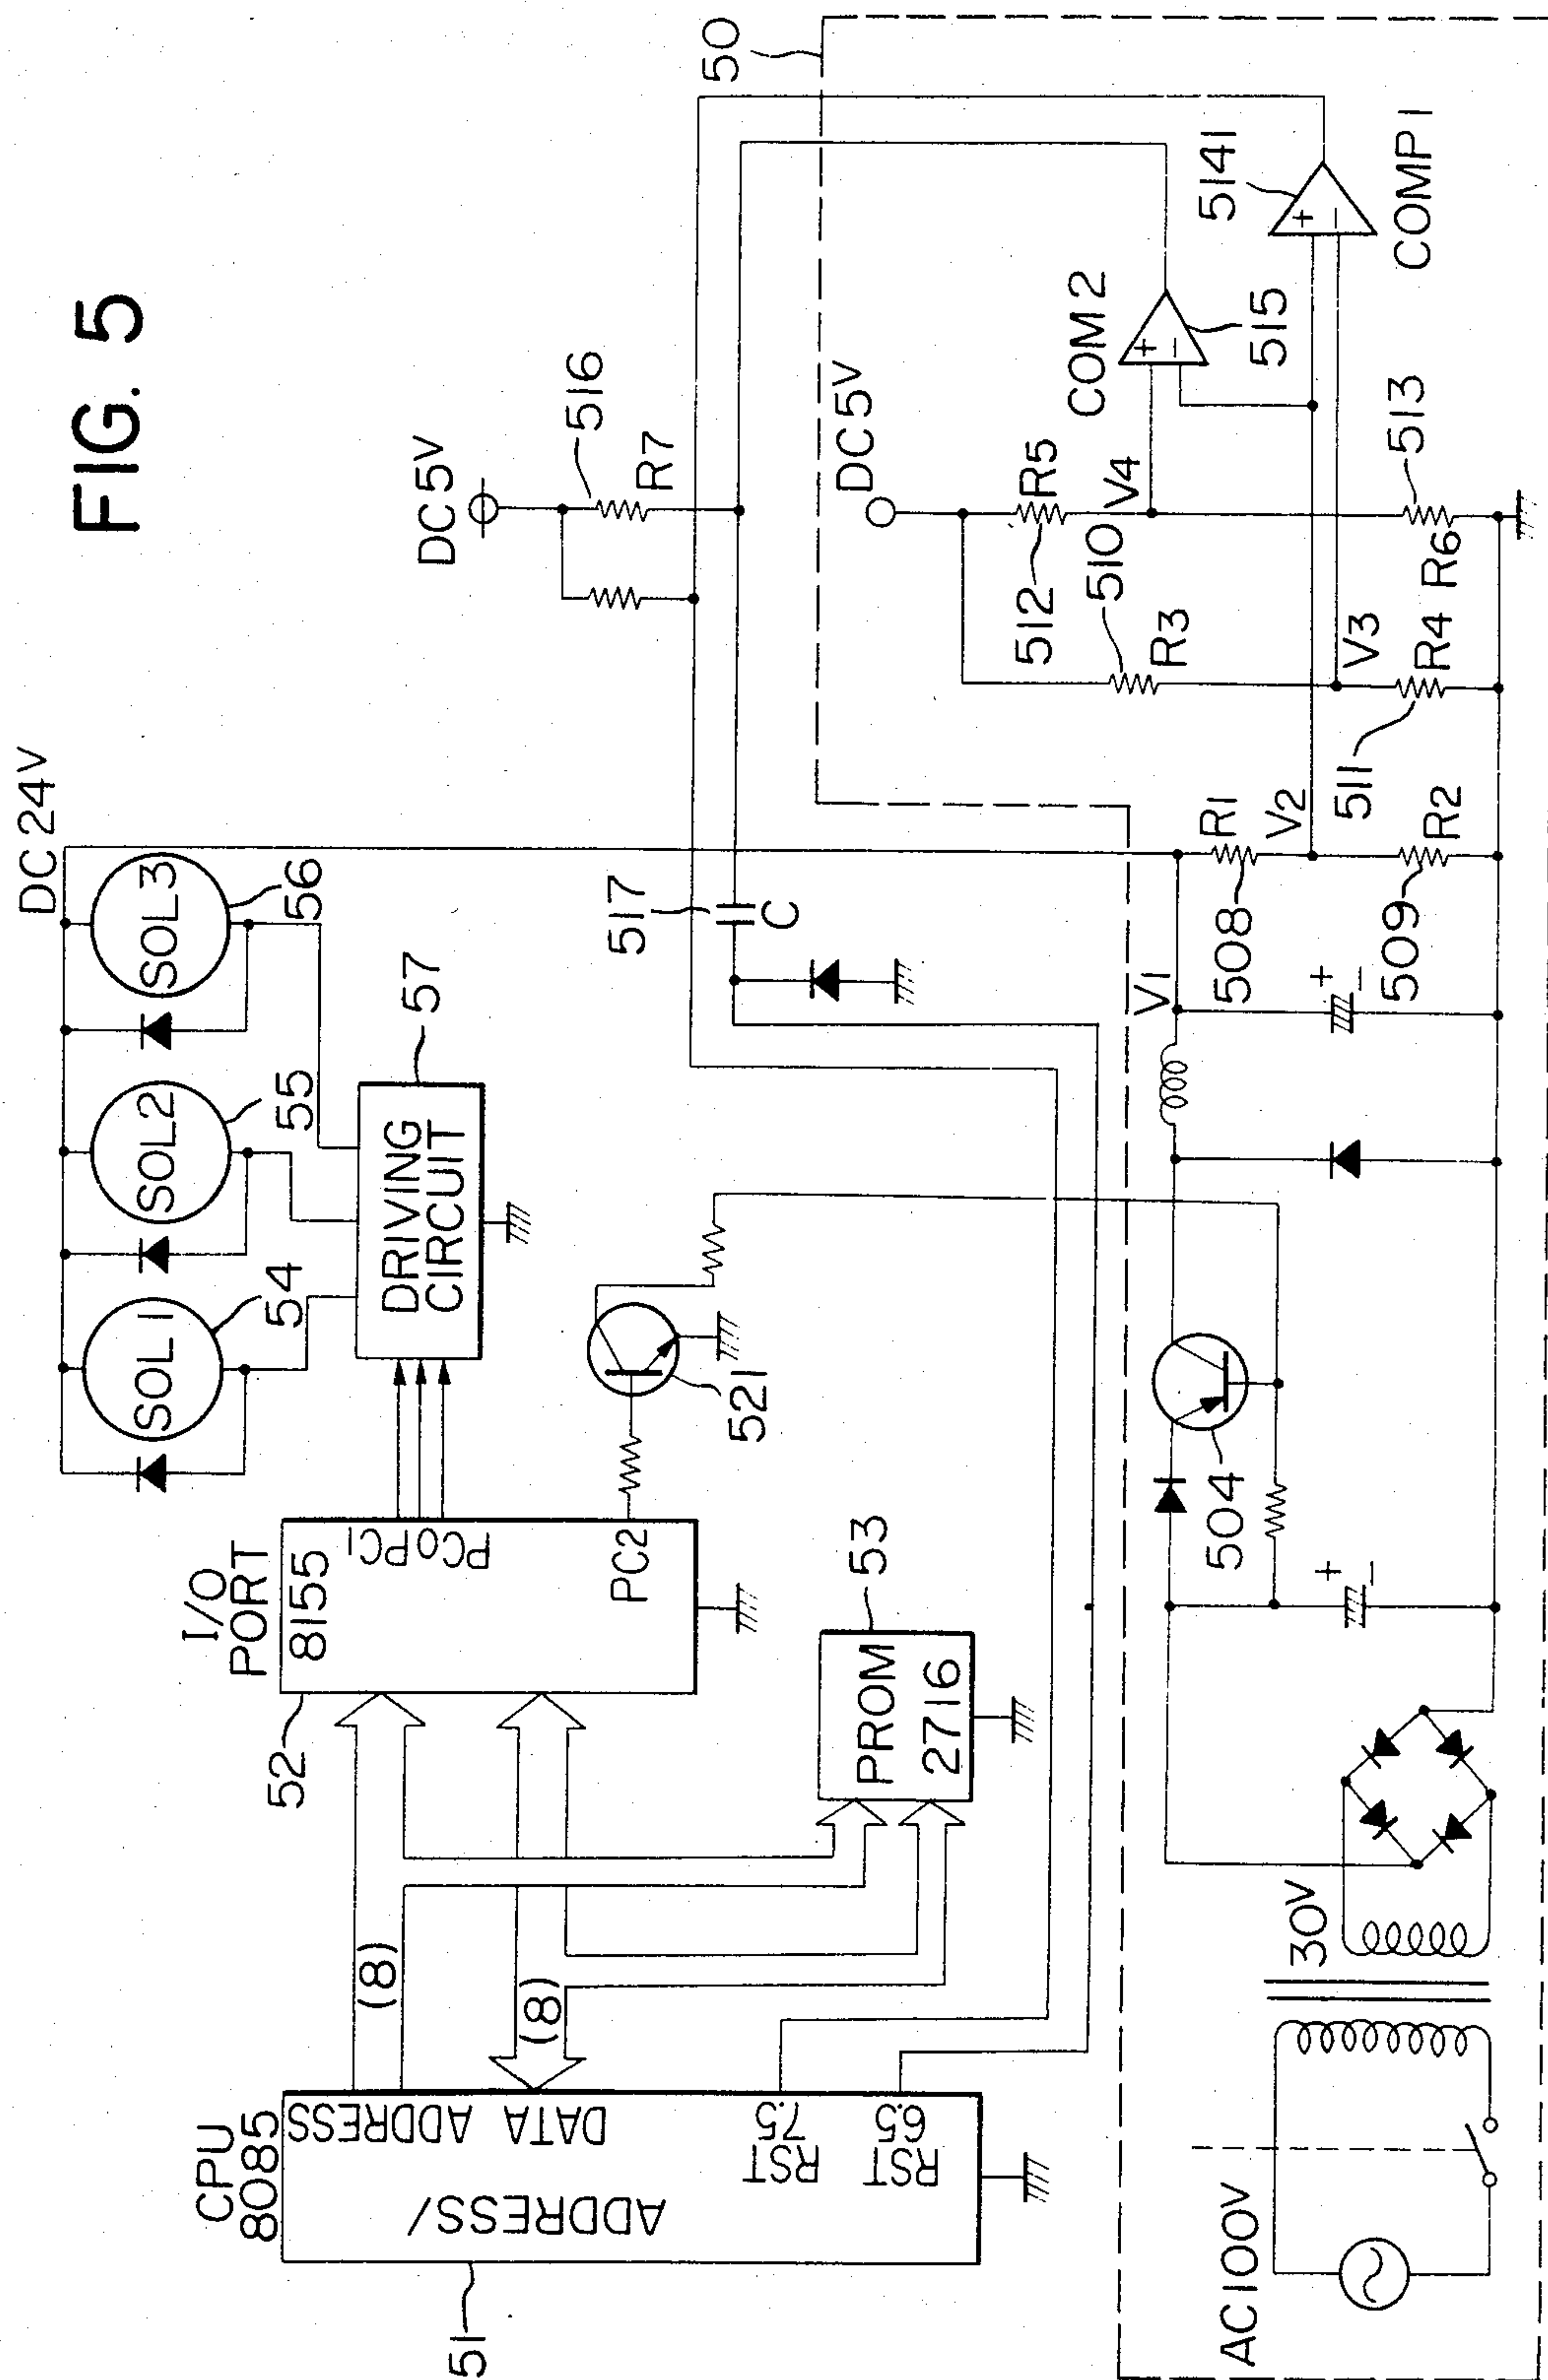 FIG. 5
DC 24V
SOL 1
SOL 2
SOL 3
54
55
56
DRIVING
CIRCUIT
57
DC 5V
516
R7
50
I/O
PORT
8155
52
PC1
PC0
PC2
521
517
C
CPU
8085
51
ADDRESS
ADDRESS/
DATA ADDRESS
RST
7.5
RST
6.5
(8)
(8)
PROM
2716
53
DC 5V
512
R5
V4
510
R3
COM 2
+
−
515
5141
+
−
COMP 1
V1
R1
508
V2
R2
509
+
−
V3
R4
511
R6
513
504
+
−
30V
AC 100V